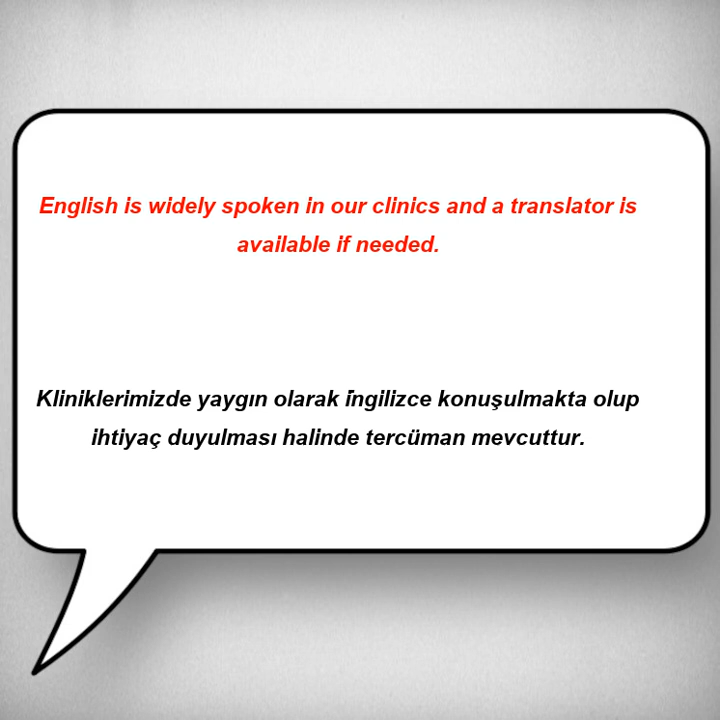 English is widely spoken in our clinics and a translator is
available if needed.
Kliniklerimizde yaygın olarak i̇ngilizce konuşulmakta olup
ihtiyaç duyulması halinde tercüman mevcuttur.